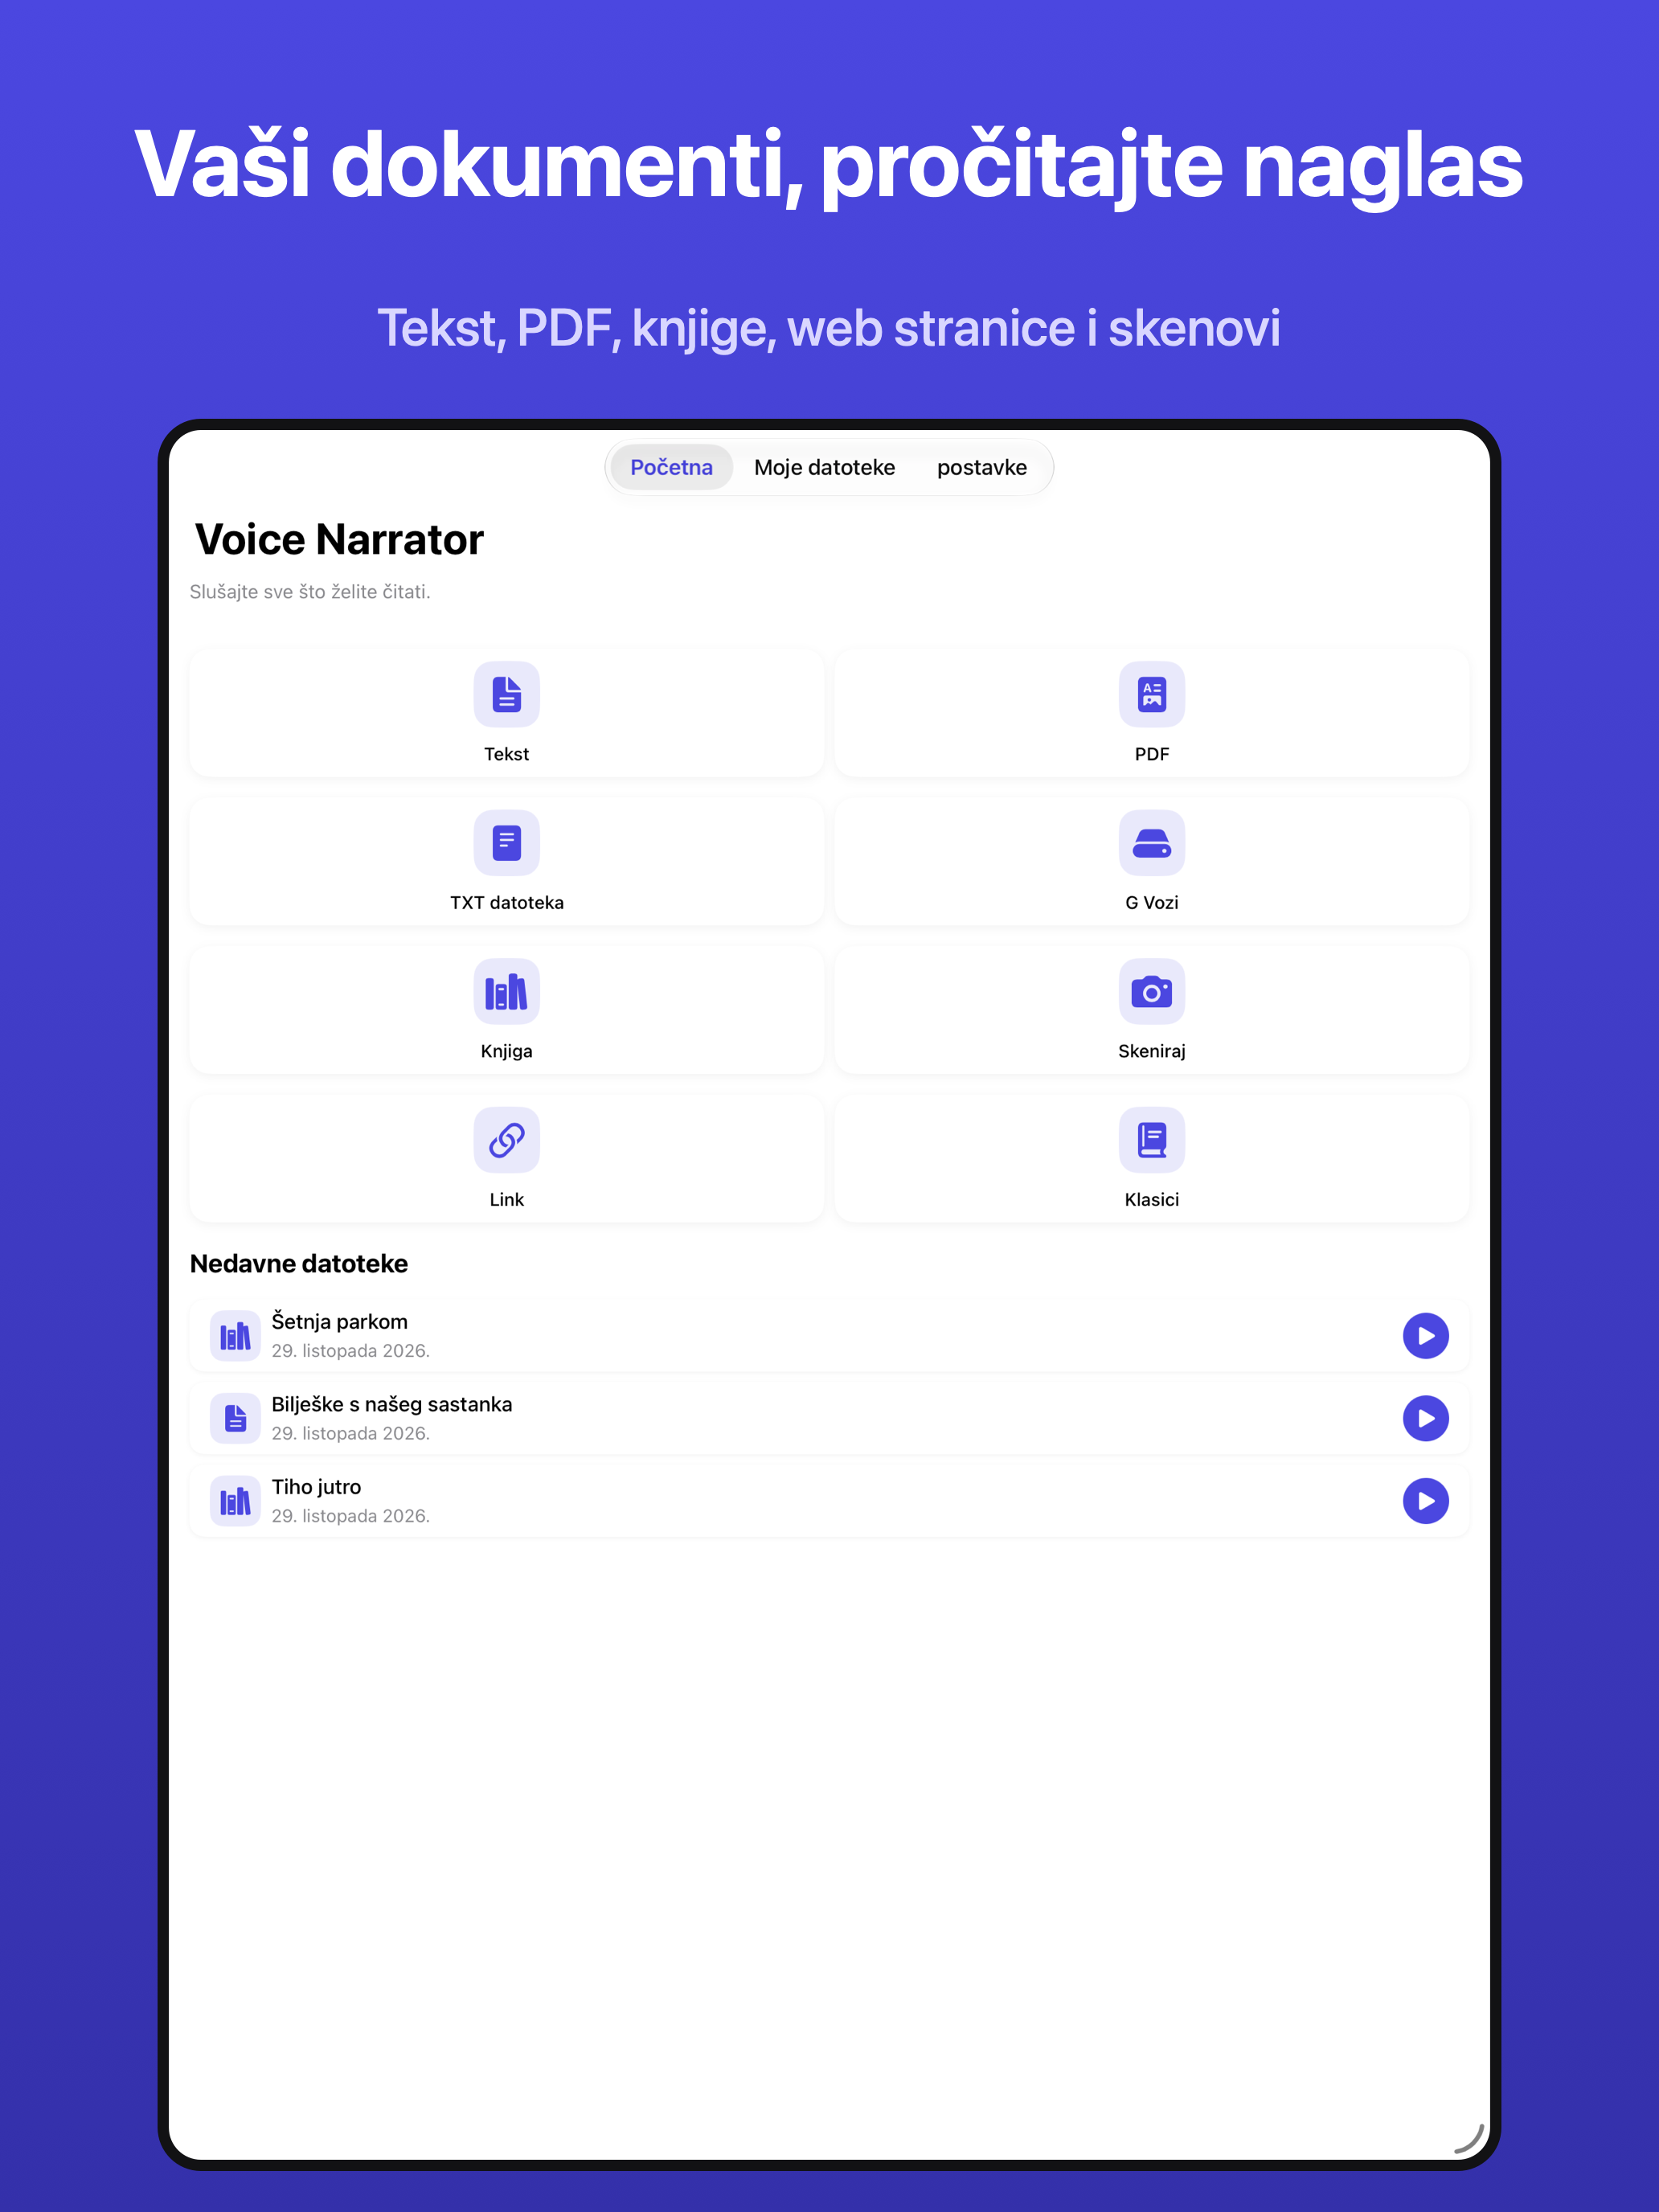 Vaši dokumenti, pročitajte naglas
Tekst, PDF, knjige, web stranice i skenovi
Početna Moje datoteke postavke
Voice Narrator
Slušajte sve što želite čitati.
Tekst PDF
TXT datoteka G Vozi
Knjiga Skeniraj
Link Klasici
Nedavne datoteke
Šetnja parkom
29. listopada 2026.
Bilješke s našeg sastanka
29. listopada 2026.
Tiho jutro
29. listopada 2026.